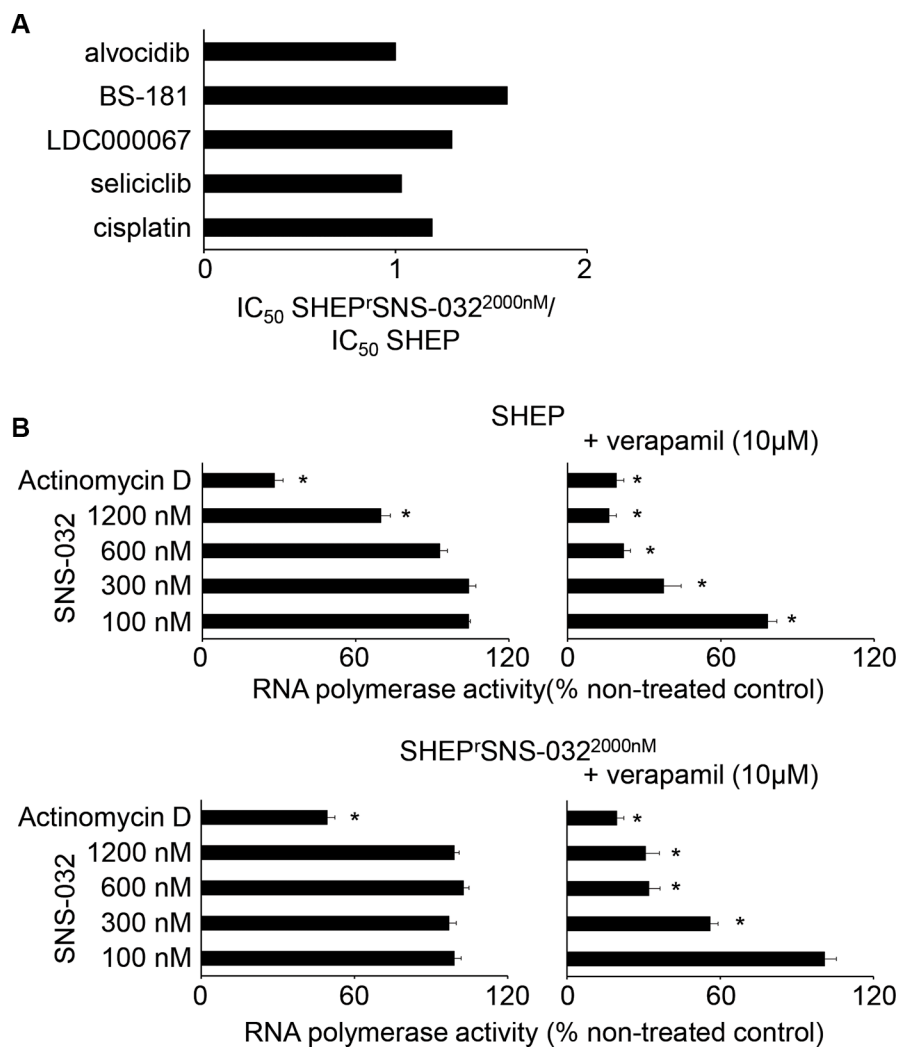 A
alvocidib
BS-181
LDC000067
seliciclib
cisplatin
0 1 2
IC₅₀ SHEPʳSNS-032²⁰⁰⁰ⁿᴹ/
IC₅₀ SHEP
B
SHEP
+ verapamil (10µM)
Actinomycin D * *
1200 nM * *
600 nM *
300 nM *
100 nM *
SNS-032
0 60 120 0 60 120
RNA polymerase activity(% non-treated control)
SHEPʳSNS-032²⁰⁰⁰ⁿᴹ
+ verapamil (10µM)
Actinomycin D * *
1200 nM *
600 nM *
300 nM *
100 nM
SNS-032
0 60 120 0 60 120
RNA polymerase activity (% non-treated control)